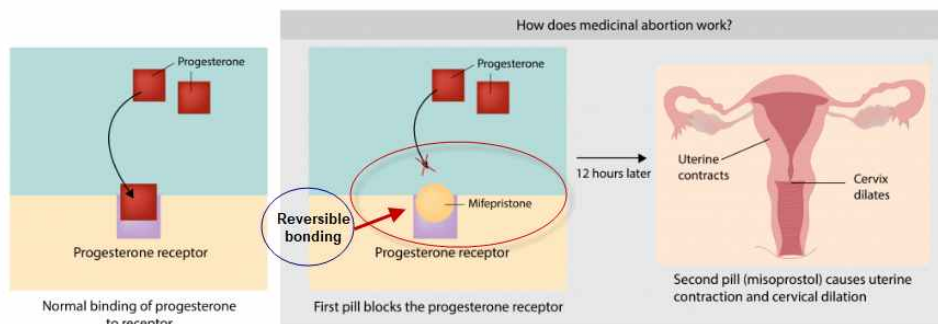 How does medicinal abortion work?
Progesterone
Progesterone receptor
Normal binding of progesterone
to receptor
Progesterone
Mifepristone
Reversible
bonding
Progesterone receptor
First pill blocks the progesterone receptor
12 hours later
Uterine
contracts
Cervix
dilates
Second pill (misoprostol) causes uterine
contraction and cervical dilation